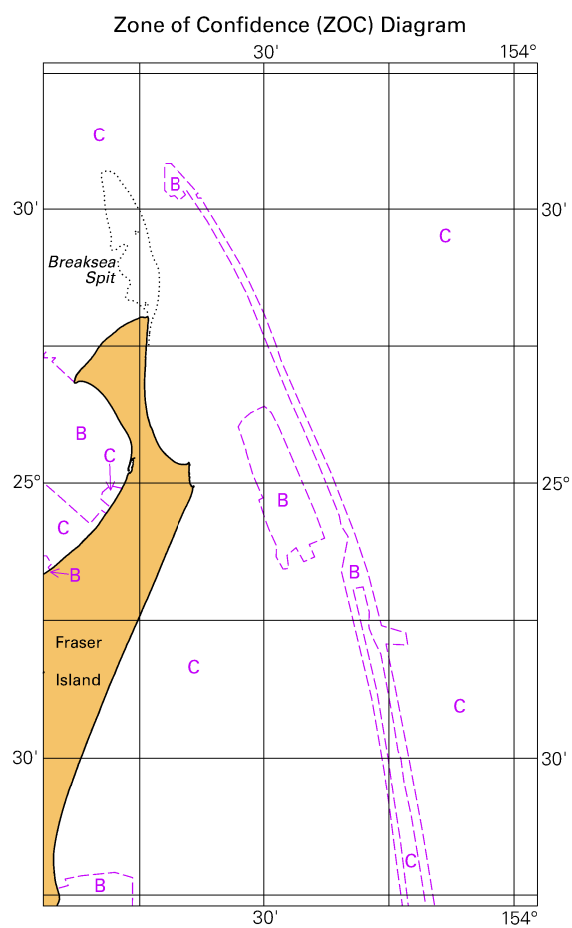 Zone of Confidence (ZOC) Diagram
30' 154°
C
B
30' 30'
C
Breaksea
Spit
B
C
25° 25°
B
C
B
B
Fraser
C
Island
C
30' 30'
C
B
30' 154°